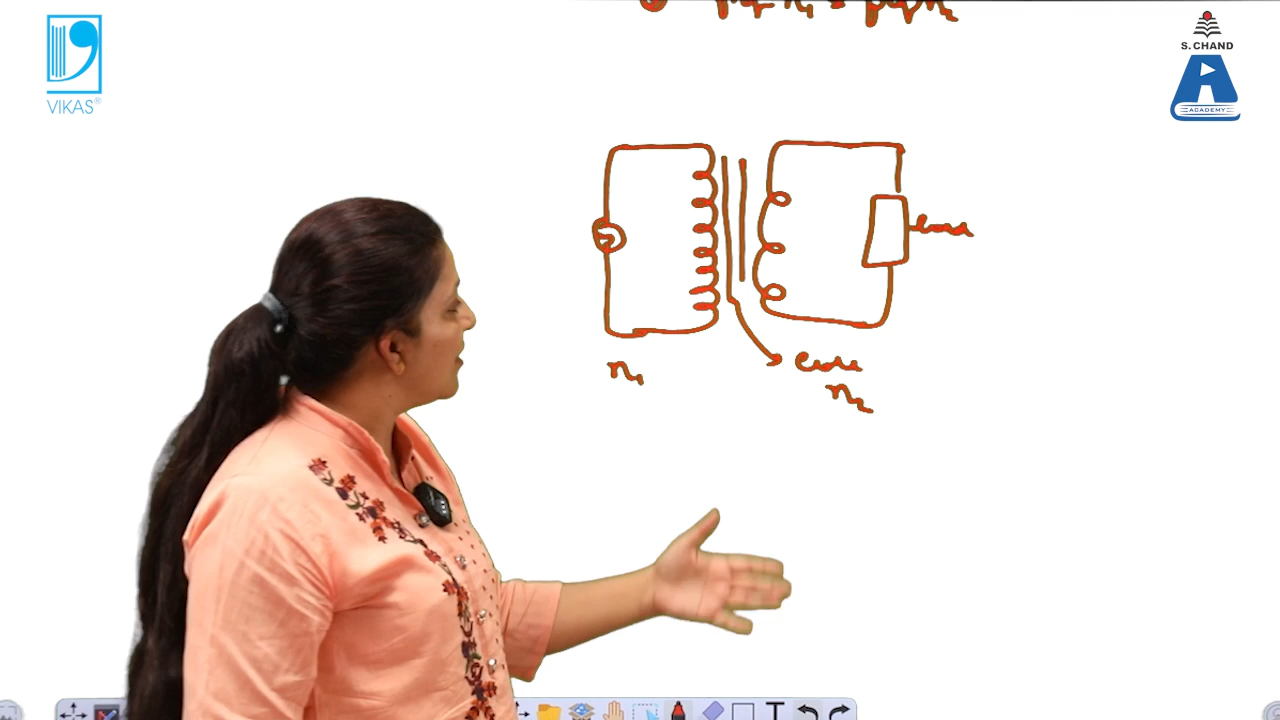 VIKAS®
S. CHAND
ACADEMY
load
core
n₁
n₂
T